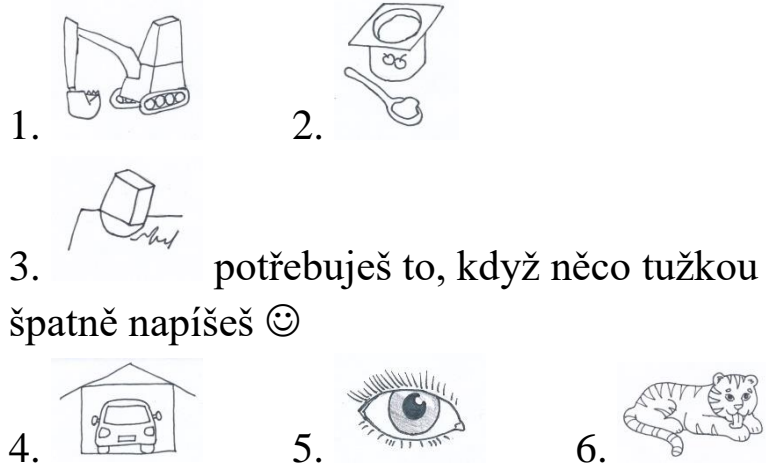 1. 2.
3. potřebuješ to, když něco tužkou
špatně napíšeš ☺
4. 5. 6.